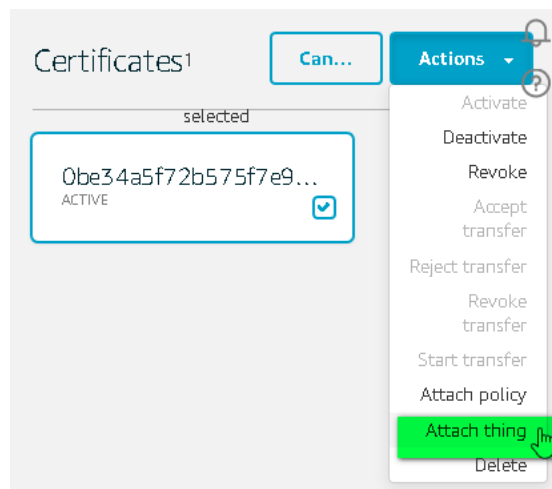 Certificates1
Can...
Actions
selected
0be34a5f72b575f7e9...
ACTIVE
Activate
Deactivate
Revoke
Accept
transfer
Reject transfer
Revoke
transfer
Start transfer
Attach policy
Attach thing
Delete
?